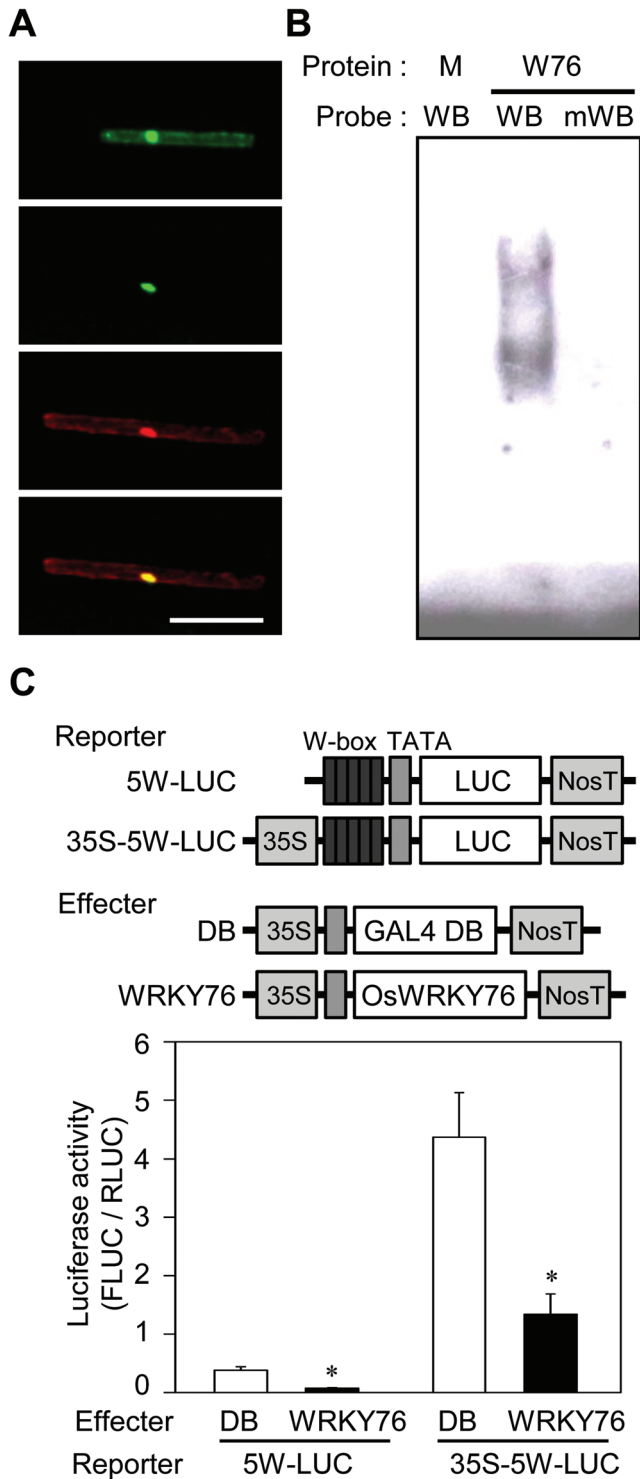 A
B
Protein : M W76
Probe : WB WB mWB
C
Reporter
W-box TATA
5W-LUC LUC NosT
35S-5W-LUC 35S LUC NosT
Effecter
DB 35S GAL4 DB NosT
WRKY76 35S OsWRKY76 NosT
Luciferase activity
(FLUC / RLUC)
6
5
4
3
2
1
0
*
*
Effecter DB WRKY76 DB WRKY76
Reporter 5W-LUC 35S-5W-LUC